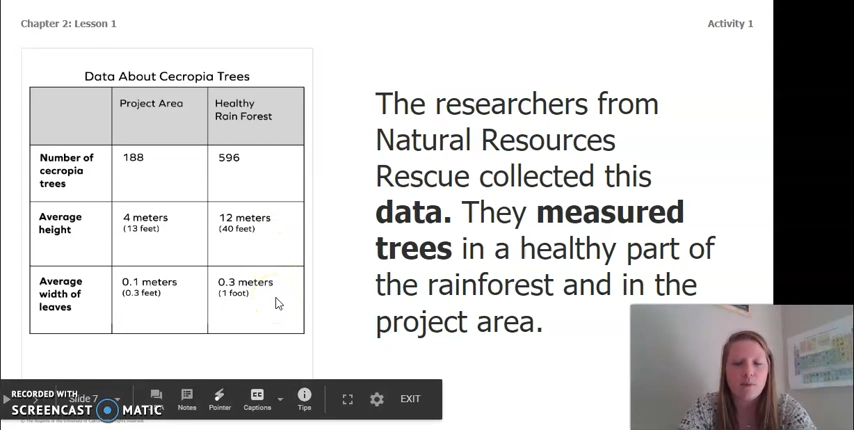 Chapter 2: Lesson 1
Activity 1
Data About Cecropia Trees
Project Area
Healthy
Rain Forest
Number of
cecropia
trees
188
596
Average
height
4 meters
(13 feet)
12 meters
(40 feet)
Average
width of
leaves
0.1 meters
(0.3 feet)
0.3 meters
(1 foot)
The researchers from
Natural Resources
Rescue collected this
data. They measured
trees in a healthy part of
the rainforest and in the
project area.
RECORDED WITH
SCREENCAST MATIC
Slide 7
Notes
Pointer
Captions
Tips
EXIT